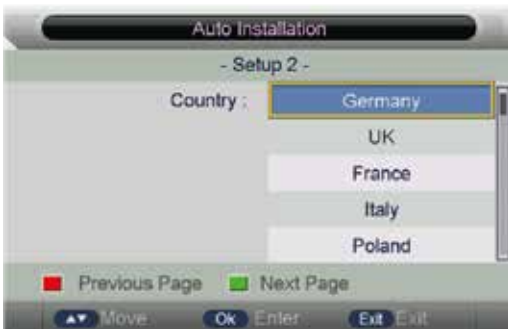 Auto Installation
- Setup 2 -
Country : Germany
UK
France
Italy
Poland
Previous Page Next Page
▲▼ Move Ok Enter Exit Exit